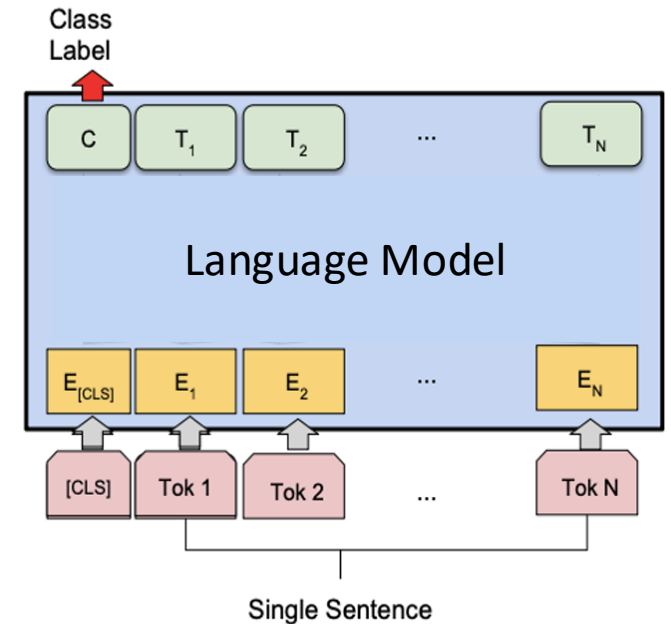 Class
Label
C T1 T2 ... TN
Language Model
E[CLS] E1 E2 ... EN
[CLS] Tok 1 Tok 2 ... Tok N
Single Sentence